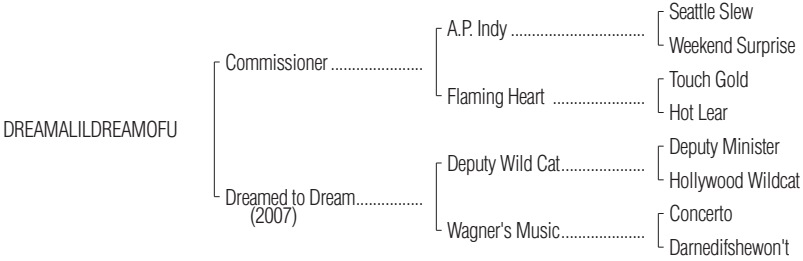 Seattle Slew
A.P. Indy ................................
Weekend Surprise
Commissioner ......................
Touch Gold
Flaming Heart ......................
Hot Lear
DREAMALILDREAMOFU
Deputy Minister
Deputy Wild Cat....................
Hollywood Wildcat
Dreamed to Dream................
(2007)
Concerto
Wagner's Music....................
Darnedifshewon't